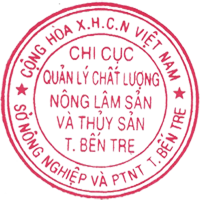 CỘNG HÒA X.H.C.N VIỆT NAM
CHI CỤC
QUẢN LÝ CHẤT LƯỢNG
NÔNG LÂM SẢN
VÀ THỦY SẢN
T. BẾN TRE
SỞ NÔNG NGHIỆP VÀ PTNT T. BẾN TRE